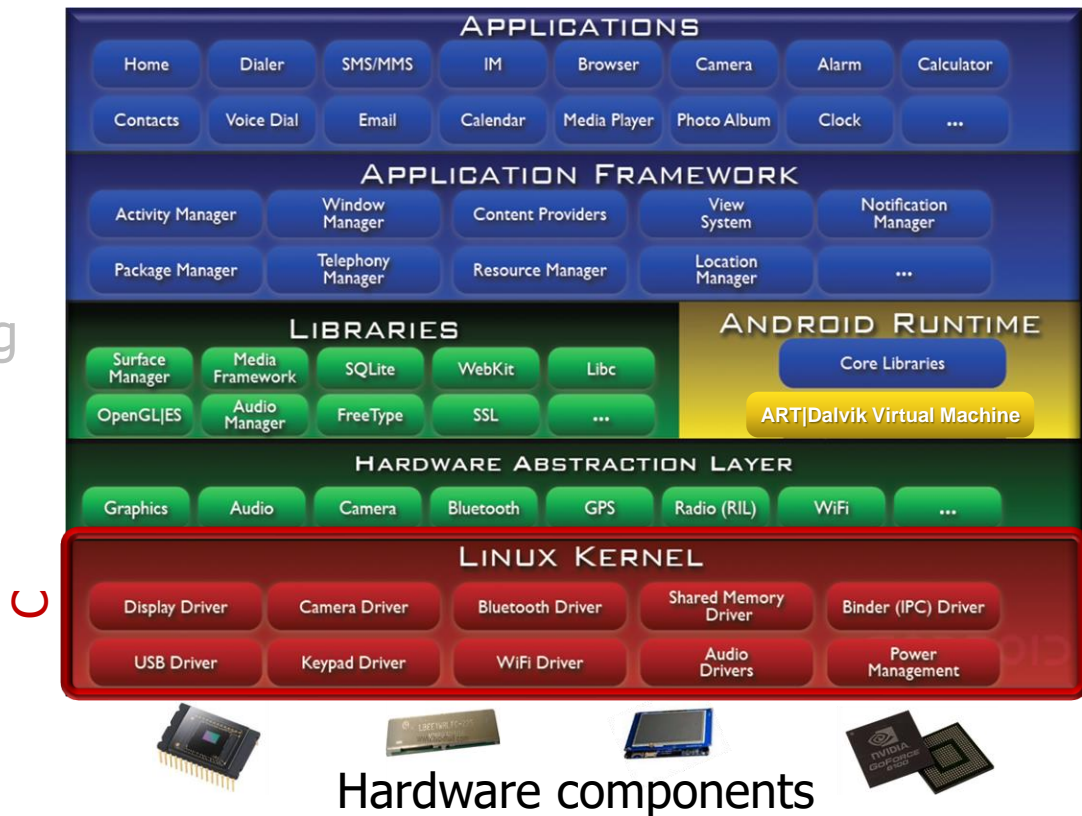 APPLICATIONS
Home Dialer SMS/MMS IM Browser Camera Alarm Calculator
Contacts Voice Dial Email Calendar Media Player Photo Album Clock ...
APPLICATION FRAMEWORK
Activity Manager
Window
Manager
Content Providers
View
System
Notification
Manager
Package Manager
Telephony
Manager
Resource Manager
Location
Manager
...
g
LIBRARIES
Surface
Manager
Media
Framework
SQLite
WebKit
Libc
OpenGL|ES
Audio
Manager
FreeType
SSL
...
ANDROID RUNTIME
Core Libraries
ART|Dalvik Virtual Machine
HARDWARE ABSTRACTION LAYER
Graphics Audio Camera Bluetooth GPS Radio (RIL) WiFi ...
C
LINUX KERNEL
Display Driver
Camera Driver
Bluetooth Driver
Shared Memory
Driver
Binder (IPC) Driver
USB Driver
Keypad Driver
WiFi Driver
Audio
Drivers
Power
Management
NVIDIA
GOFORCE
Hardware components